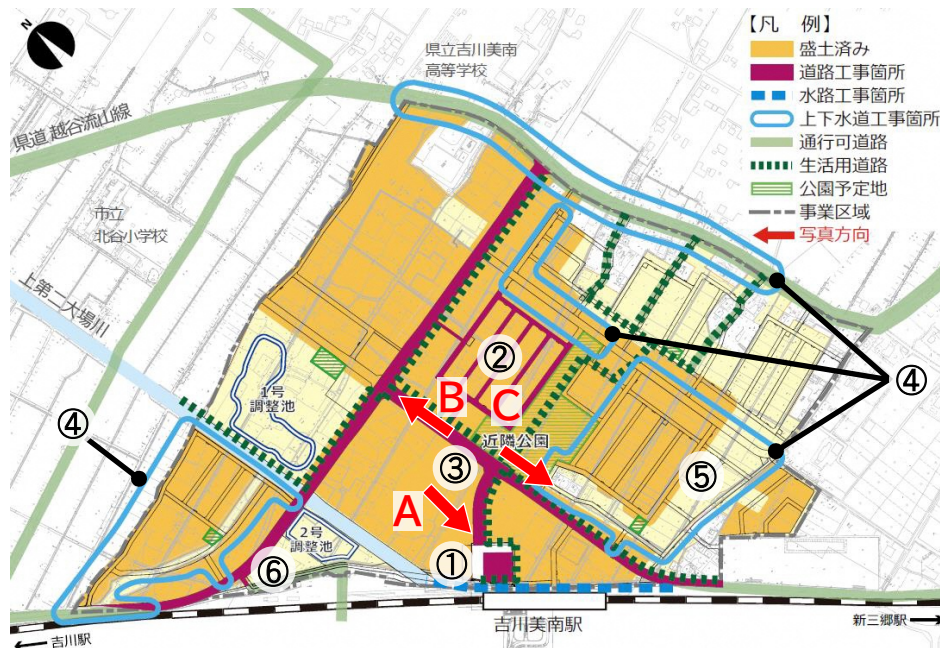 N
県立吉川美南
高等学校
【凡 例】
盛土済み
道路工事箇所
水路工事箇所
上下水道工事箇所
通行可道路
生活用道路
公園予定地
事業区域
写真方向
県道 越谷流山線
市立
北谷小学校
上第二大場川
1号
調整池
②
④
④
B
C
近隣公園
③
⑤
A
2号
調整池
①
⑥
吉川美南駅
吉川駅
新三郷駅